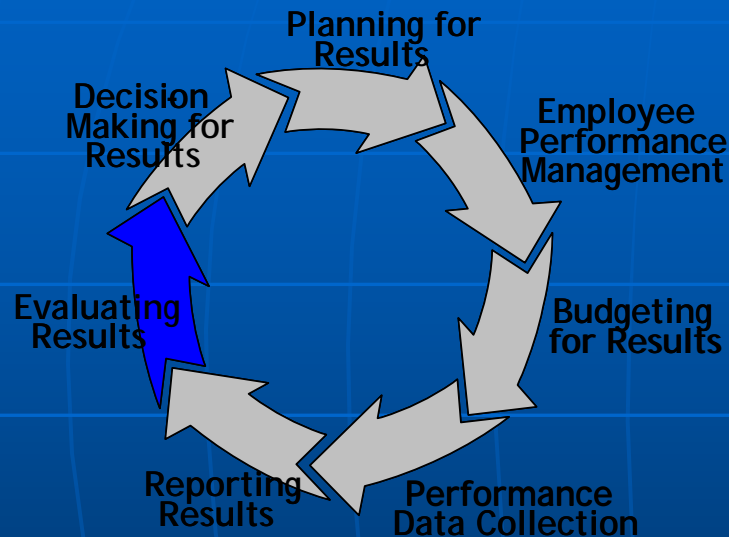 Planning for
Results
Decision
Making for
Results
Employee
Performance
Management
Evaluating
Results
Budgeting
for Results
Reporting
Results
Performance
Data Collection